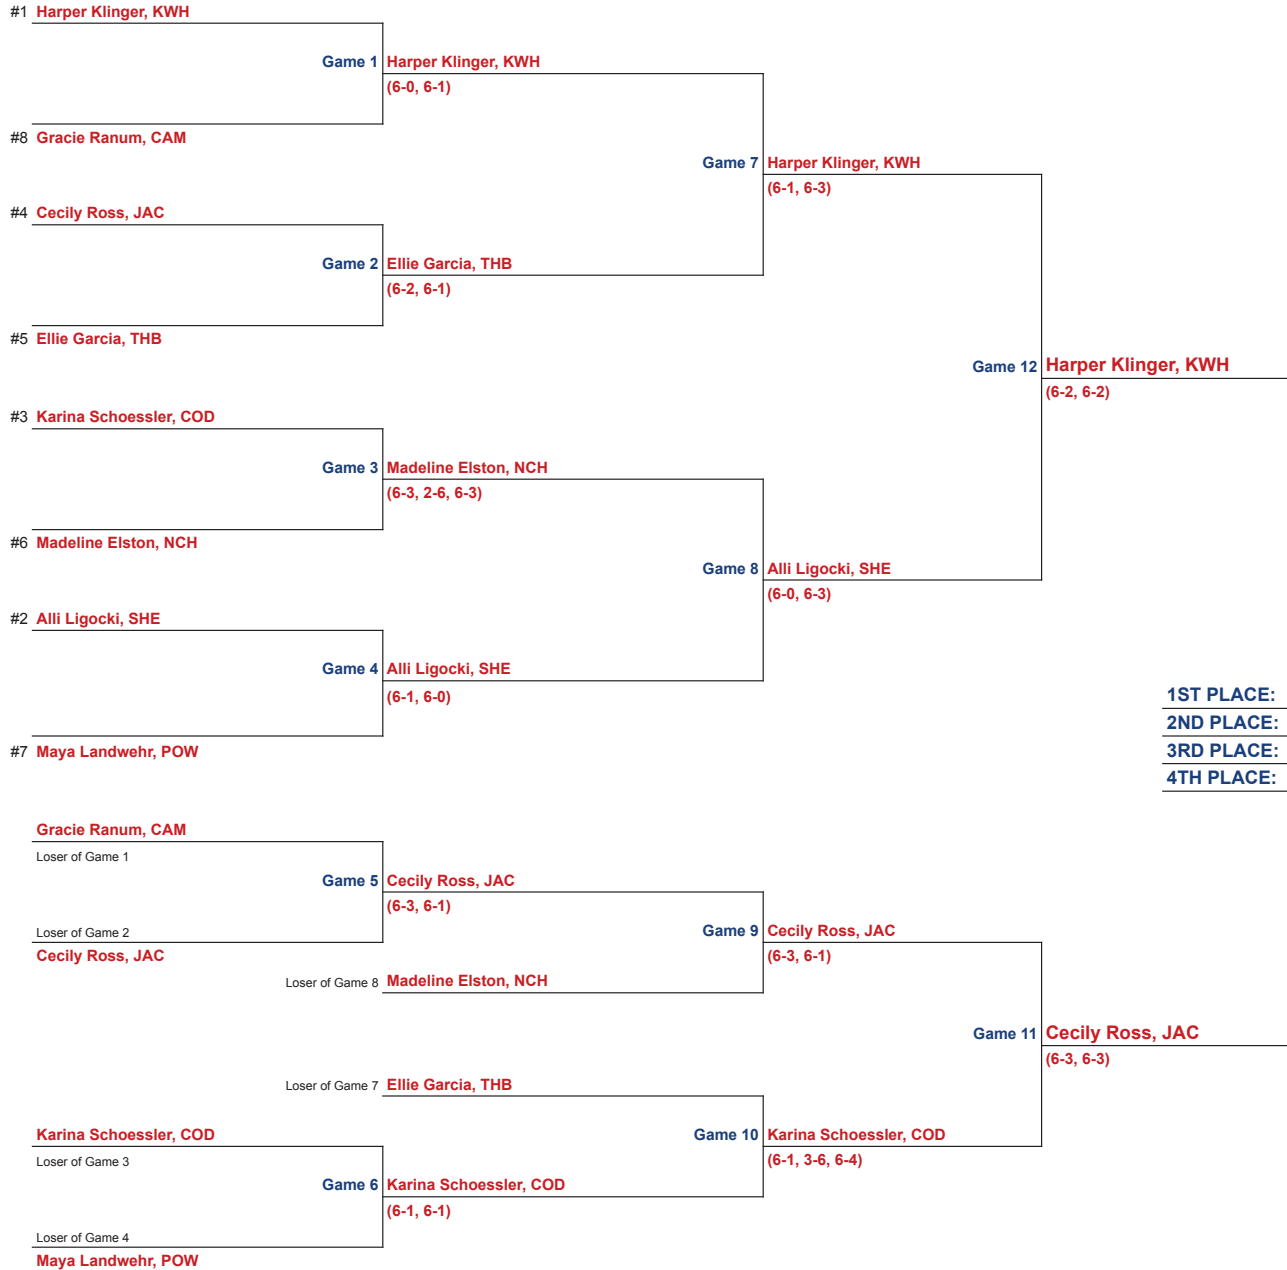 #1 Harper Klinger, KWH
Game 1 Harper Klinger, KWH
(6-0, 6-1)
#8 Gracie Ranum, CAM
Game 7 Harper Klinger, KWH
(6-1, 6-3)
#4 Cecily Ross, JAC
Game 2 Ellie Garcia, THB
(6-2, 6-1)
#5 Ellie Garcia, THB
Game 12 Harper Klinger, KWH
(6-2, 6-2)
#3 Karina Schoessler, COD
Game 3 Madeline Elston, NCH
(6-3, 2-6, 6-3)
#6 Madeline Elston, NCH
Game 8 Alli Ligocki, SHE
(6-0, 6-3)
#2 Alli Ligocki, SHE
Game 4 Alli Ligocki, SHE
(6-1, 6-0)
#7 Maya Landwehr, POW
1ST PLACE:
2ND PLACE:
3RD PLACE:
4TH PLACE:
Gracie Ranum, CAM
Loser of Game 1
Game 5 Cecily Ross, JAC
(6-3, 6-1)
Loser of Game 2
Cecily Ross, JAC
Game 9 Cecily Ross, JAC
(6-3, 6-1)
Loser of Game 8 Madeline Elston, NCH
Game 11 Cecily Ross, JAC
(6-3, 6-3)
Loser of Game 7 Ellie Garcia, THB
Karina Schoessler, COD
Loser of Game 3
Game 10 Karina Schoessler, COD
(6-1, 3-6, 6-4)
Game 6 Karina Schoessler, COD
(6-1, 6-1)
Loser of Game 4
Maya Landwehr, POW